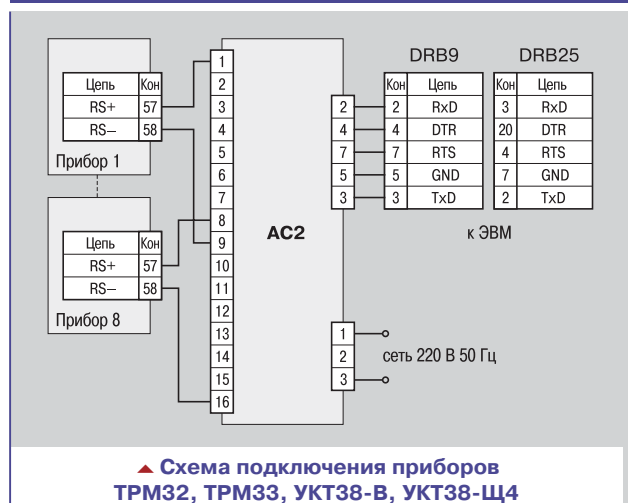 Цепь Кон
RS+ 57
RS– 58
Прибор 1
Цепь Кон
RS+ 57
RS– 58
Прибор 8
1
2
3
4
5
6
7
8
9
10
11
12
13
14
15
16
АС2
2
4
7
5
3
1
2
3
DRB9
Кон Цепь
2 RxD
4 DTR
7 RTS
5 GND
3 TxD
DRB25
Кон Цепь
3 RxD
20 DTR
4 RTS
7 GND
2 TxD
к ЭВМ
сеть 220 В 50 Гц
Схема подключения приборов
ТРМ32, ТРМ33, УКТ38-В, УКТ38-Щ4